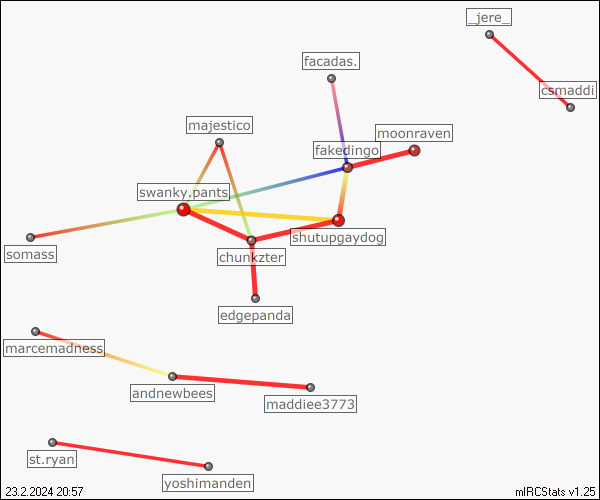 _jere_
facadas.
csmaddi
majestico
moonraven
fakedingo
swanky.pants
shutupgaydog
somass
chunkzter
edgepanda
marcemadness
andnewbees
maddiee3773
st.ryan
yoshimanden
23.2.2024 20:57
mIRCStats v1.25